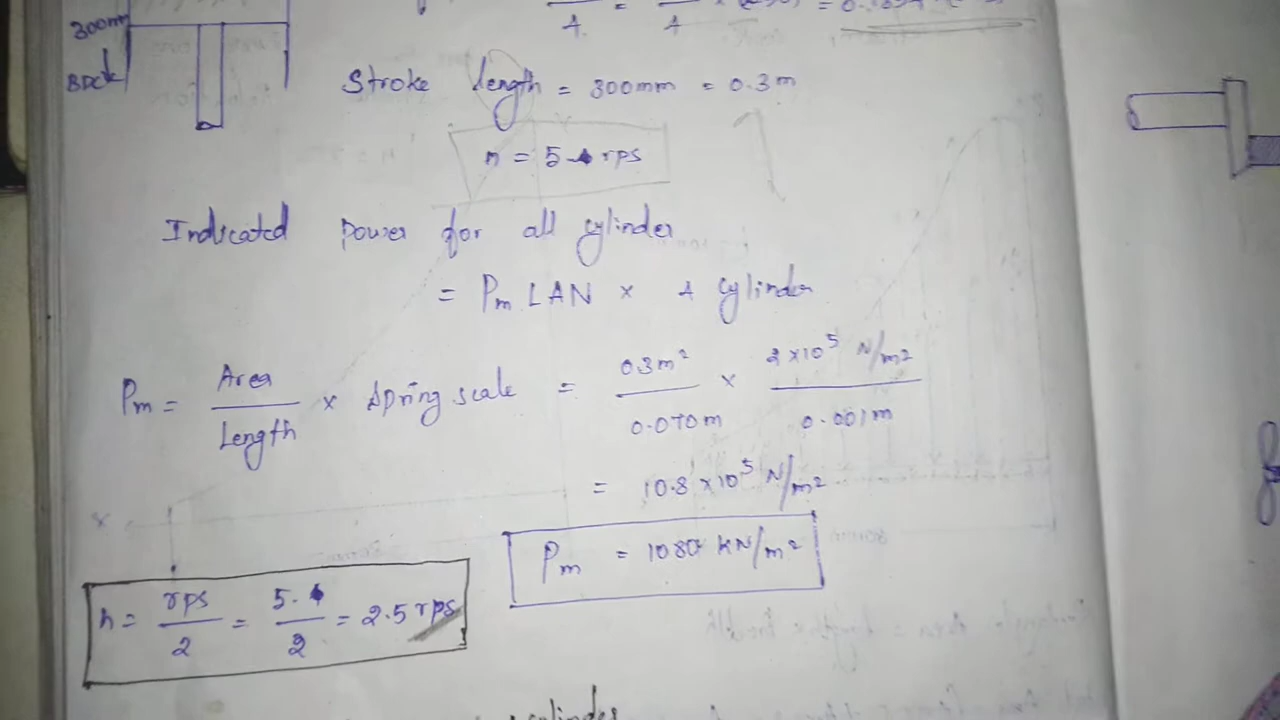 300mm
Stroke length = 300mm = 0.3m
n = 5 rps
Indicated power for all cylinder
= Pm LAN × 4 cylinder
Pm = Area / Length × Spring scale = 0.3m² / 0.070m × 2×10⁵ N/m² / 0.001m
= 10.8 ×10⁵ N/m²
Pm = 1080 KN/m²
n = rps / 2 = 5. / 2 = 2.5 rps
cylinder